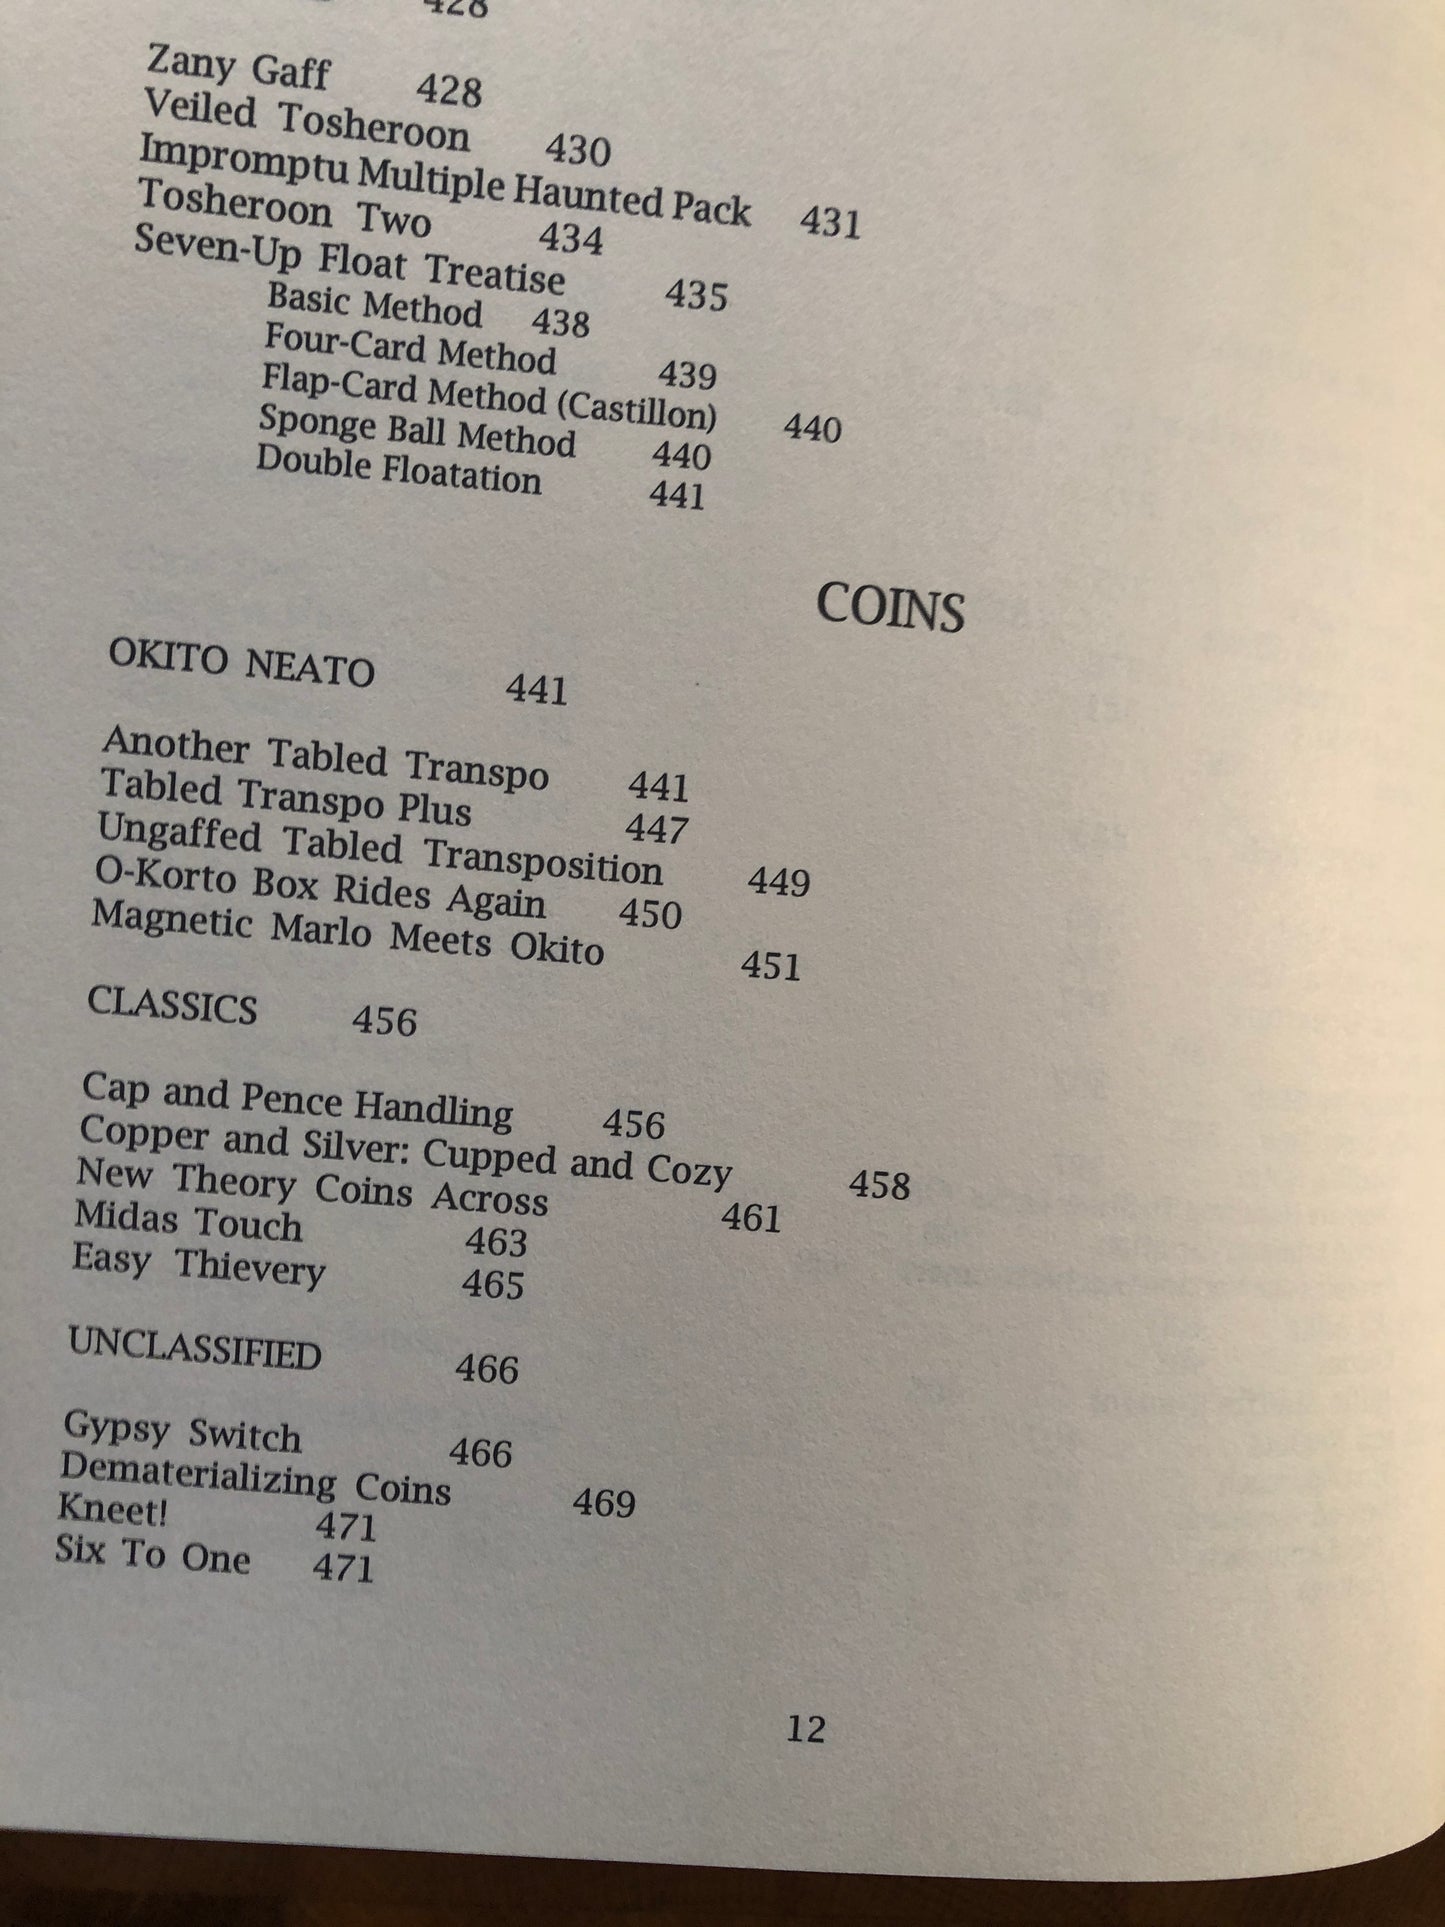 428
Zany Gaff 428
Veiled Tosheroon 430
Impromptu Multiple Haunted Pack 431
Tosheroon Two 434
Seven-Up Float Treatise 435
Basic Method 438
Four-Card Method 439
Flap-Card Method (Castillon) 440
Sponge Ball Method 440
Double Floatation 441
COINS
OKITO NEATO 441
Another Tabled Transpo 441
Tabled Transpo Plus 447
Ungaffed Tabled Transposition 449
O-Korto Box Rides Again 450
Magnetic Marlo Meets Okito 451
CLASSICS 456
Cap and Pence Handling 456
Copper and Silver: Cupped and Cozy 458
New Theory Coins Across 461
Midas Touch 463
Easy Thievery 465
UNCLASSIFIED 466
Gypsy Switch 466
Dematerializing Coins 469
Kneet! 471
Six To One 471
12